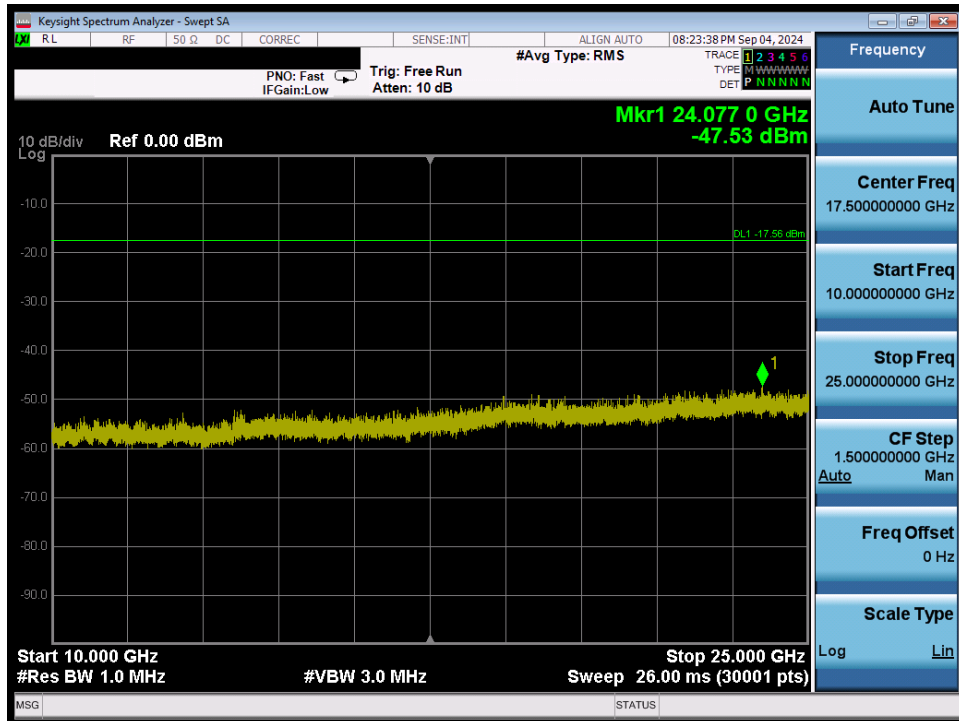 Keysight Spectrum Analyzer - Swept SA
LXI RL RF 50 Ω DC CORREC SENSE:INT ALIGN AUTO 08:23:38 PM Sep 04, 2024
PNO: Fast
IFGain:Low
Trig: Free Run
Atten: 10 dB
#Avg Type: RMS
TRACE 1 2 3 4 5 6
TYPE M WWWWW
DET P N N N N N
Mkr1 24.077 0 GHz
-47.53 dBm
10 dB/div
Log
Ref 0.00 dBm
-10.0
DL1 -17.56 dBm
-20.0
-30.0
-40.0
1
-50.0
-60.0
-70.0
-80.0
-90.0
Start 10.000 GHz
#Res BW 1.0 MHz
#VBW 3.0 MHz
Stop 25.000 GHz
Sweep 26.00 ms (30001 pts)
Frequency
Auto Tune
Center Freq
17.500000000 GHz
Start Freq
10.000000000 GHz
Stop Freq
25.000000000 GHz
CF Step
1.500000000 GHz
Auto Man
Freq Offset
0 Hz
Scale Type
Log Lin
MSG STATUS